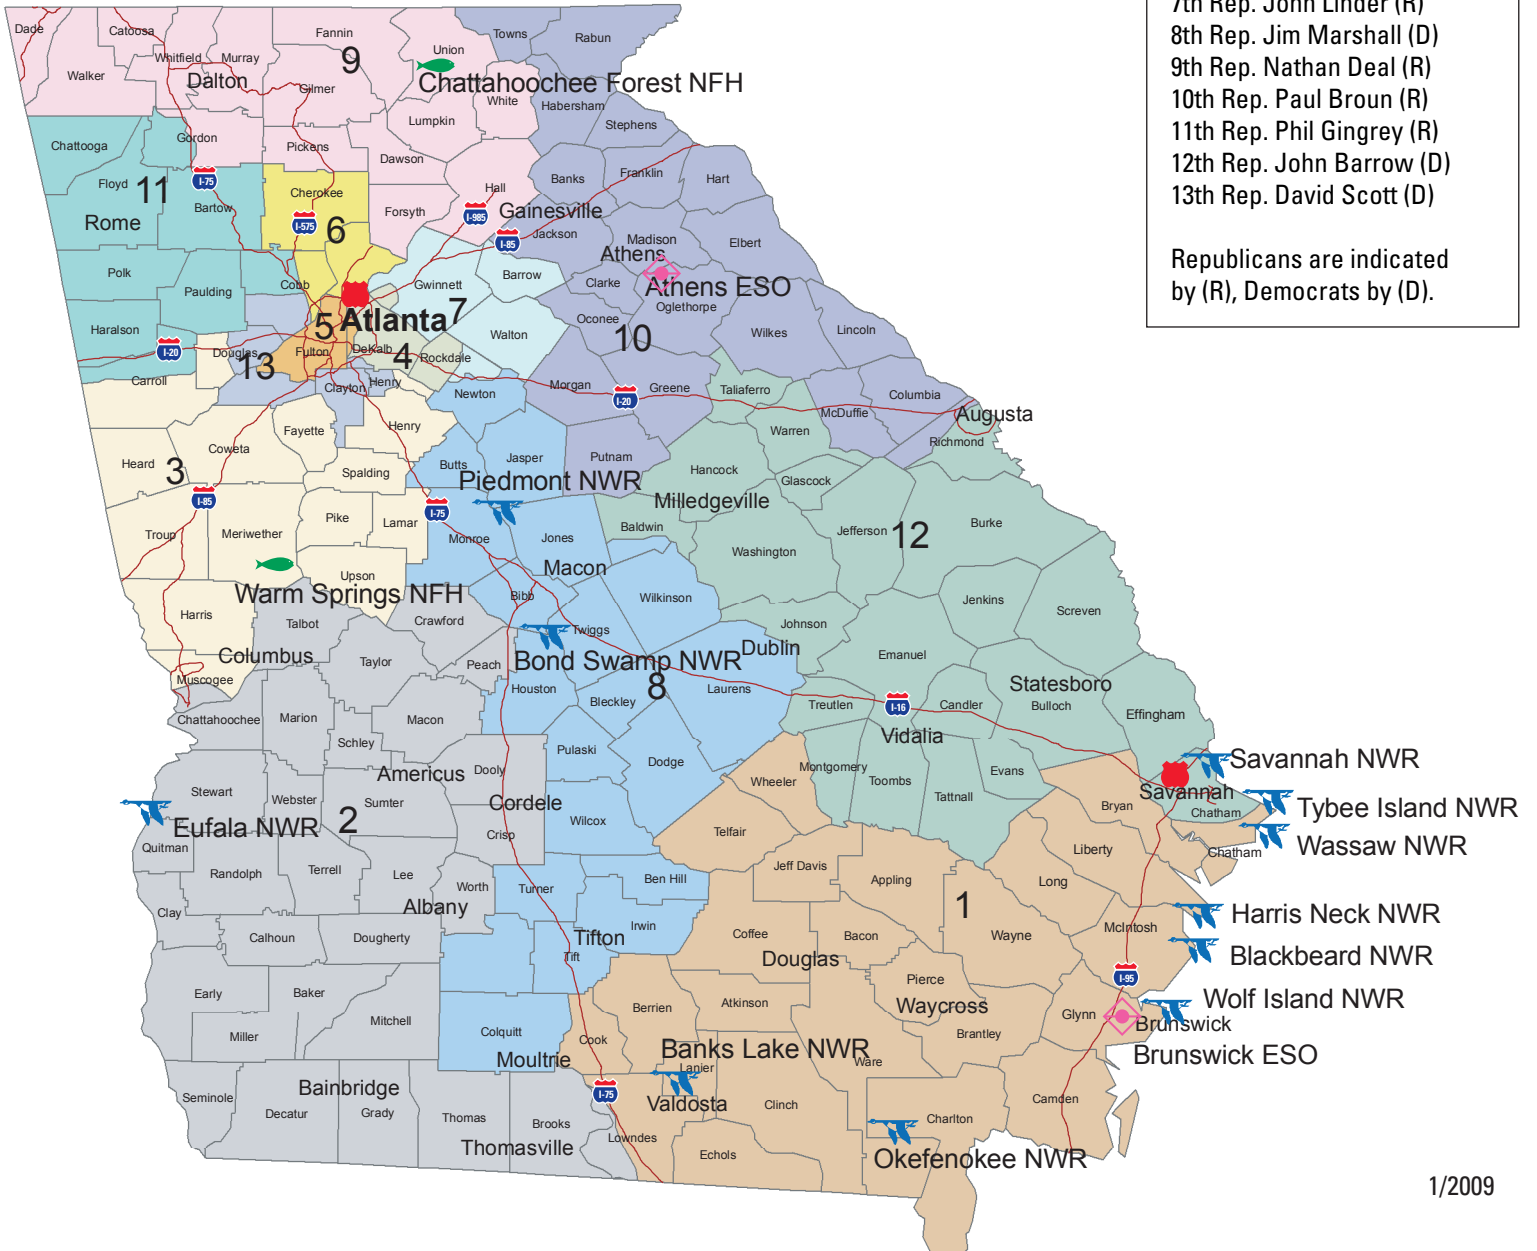 7th Rep. John Linder (R)
8th Rep. Jim Marshall (D)
9th Rep. Nathan Deal (R)
10th Rep. Paul Broun (R)
11th Rep. Phil Gingrey (R)
12th Rep. John Barrow (D)
13th Rep. David Scott (D)
Republicans are indicated
by (R), Democrats by (D).
Dade
Catoosa
Fannin
Towns
Rabun
Whitfield
Murray
9
Union
Walker
Dalton
Gilmer
Chattahoochee Forest NFH
White
Habersham
Lumpkin
Stephens
Chattooga
Gordon
Pickens
Dawson
Floyd
11
I-75
Cherokee
Hall
Banks
Franklin
Hart
Rome
Bartow
I-575
6
Forsyth
I-985
Gainesville
I-85
Jackson
Madison
Elbert
Athens
Polk
Paulding
Cobb
Gwinnett
Barrow
Clarke
Athens ESO
Oglethorpe
Haralson
5
Atlanta
7
Walton
Oconee
10
Wilkes
Lincoln
I-20
Douglas
13
Fulton
DeKalb
4
Rockdale
Carroll
Clayton
Henry
Newton
Morgan
I-20
Greene
Taliaferro
McDuffie
Columbia
Augusta
Richmond
Heard
3
Coweta
Fayette
Henry
Spalding
Butts
Jasper
Putnam
Warren
Hancock
Glascock
I-85
Piedmont NWR
Milledgeville
Troup
Meriwether
Pike
Lamar
I-75
Monroe
Jones
Baldwin
Washington
Jefferson
12
Burke
Upson
Macon
Warm Springs NFH
Bibb
Wilkinson
Jenkins
Screven
Harris
Talbot
Crawford
Twiggs
Johnson
Columbus
Taylor
Peach
Bond Swamp NWR
Dublin
Emanuel
Muscogee
Houston
8
Laurens
Statesboro
Chattahoochee
Marion
Macon
Bleckley
Treutlen
I-16
Candler
Bulloch
Effingham
Schley
Pulaski
Dodge
Vidalia
Americus
Dooly
Wheeler
Montgomery
Toombs
Evans
Savannah NWR
Stewart
Webster
Sumter
Cordele
Tattnall
Savannah
Tybee Island NWR
Eufala NWR
2
Crisp
Wilcox
Telfair
Bryan
Chatham
Quitman
Liberty
Chatham
Wassaw NWR
Randolph
Terrell
Lee
Worth
Turner
Ben Hill
Jeff Davis
Appling
Long
Clay
Albany
1
McIntosh
Harris Neck NWR
Calhoun
Dougherty
Tifton
Irwin
Tift
Coffee
Bacon
Wayne
Douglas
Blackbeard NWR
I-95
Early
Baker
Berrien
Atkinson
Pierce
Waycross
Wolf Island NWR
Miller
Mitchell
Colquitt
Cook
Brantley
Glynn
Brunswick
Moultrie
Banks Lake NWR
Lanier
Ware
Brunswick ESO
Seminole
Bainbridge
I-75
Valdosta
Camden
Decatur
Grady
Thomas
Brooks
Clinch
Charlton
Thomasville
Lowndes
Echols
Okefenokee NWR
1/2009